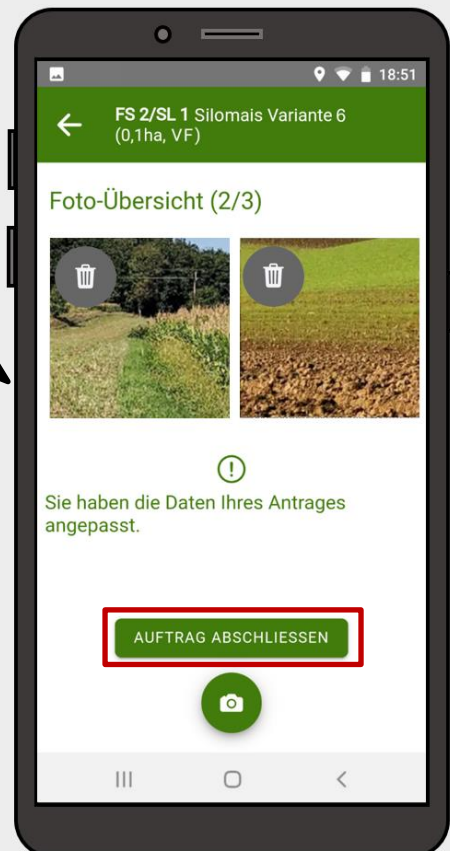 18:51
FS 2/SL 1 Silomais Variante 6
(0,1ha, VF)
Foto-Übersicht (2/3)
Sie haben die Daten Ihres Antrages
angepasst.
AUFTRAG ABSCHLIESSEN